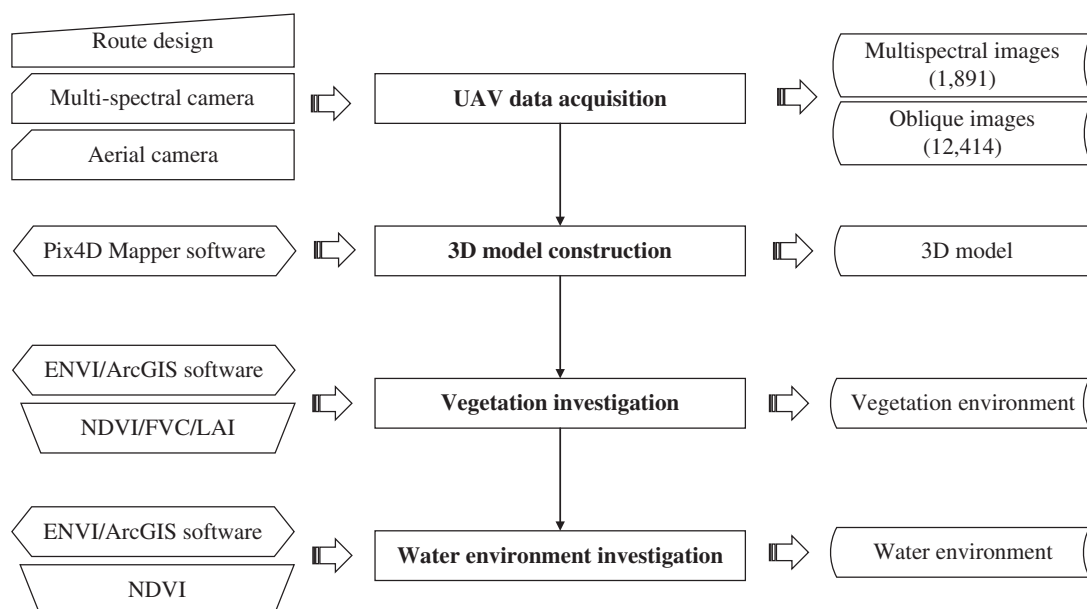 Route design
Multi-spectral camera
Aerial camera
UAV data acquisition
Multispectral images
(1,891)
Oblique images
(12,414)
Pix4D Mapper software
3D model construction
3D model
ENVI/ArcGIS software
NDVI/FVC/LAI
Vegetation investigation
Vegetation environment
ENVI/ArcGIS software
NDVI
Water environment investigation
Water environment